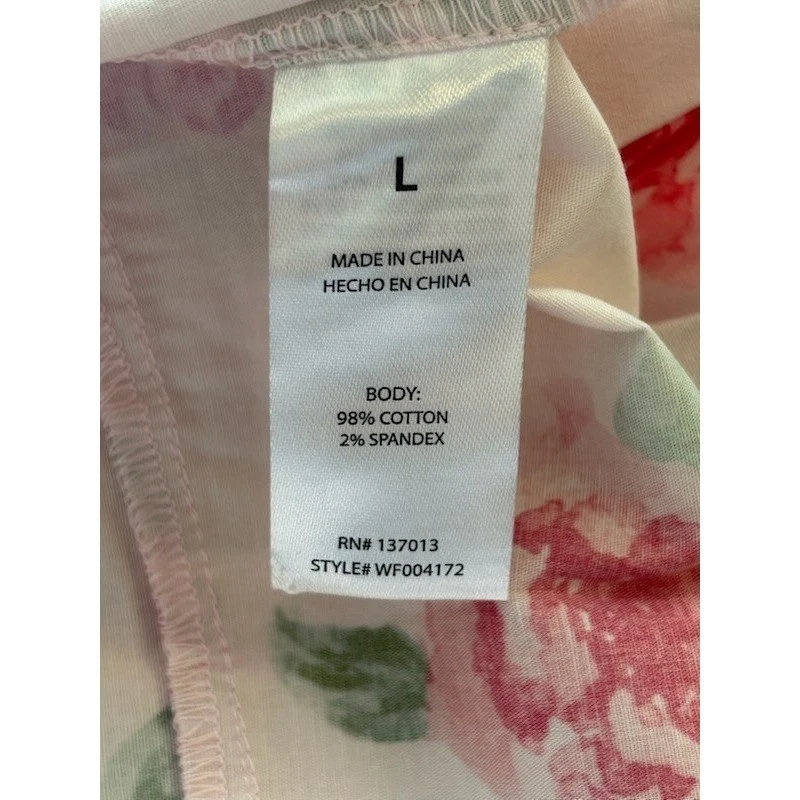 L
MADE IN CHINA
HECHO EN CHINA
BODY:
98% COTTON
2% SPANDEX
RN# 137013
STYLE# WF004172